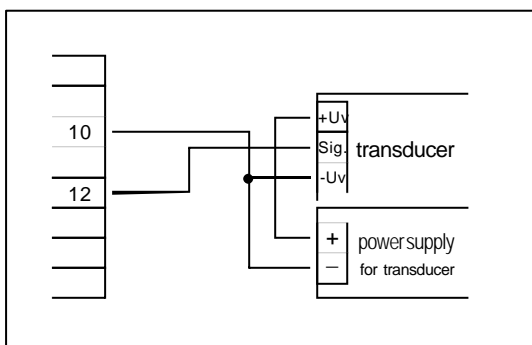 10
12
+Uv
Sig. transducer
-Uv
+ power supply
– for transducer